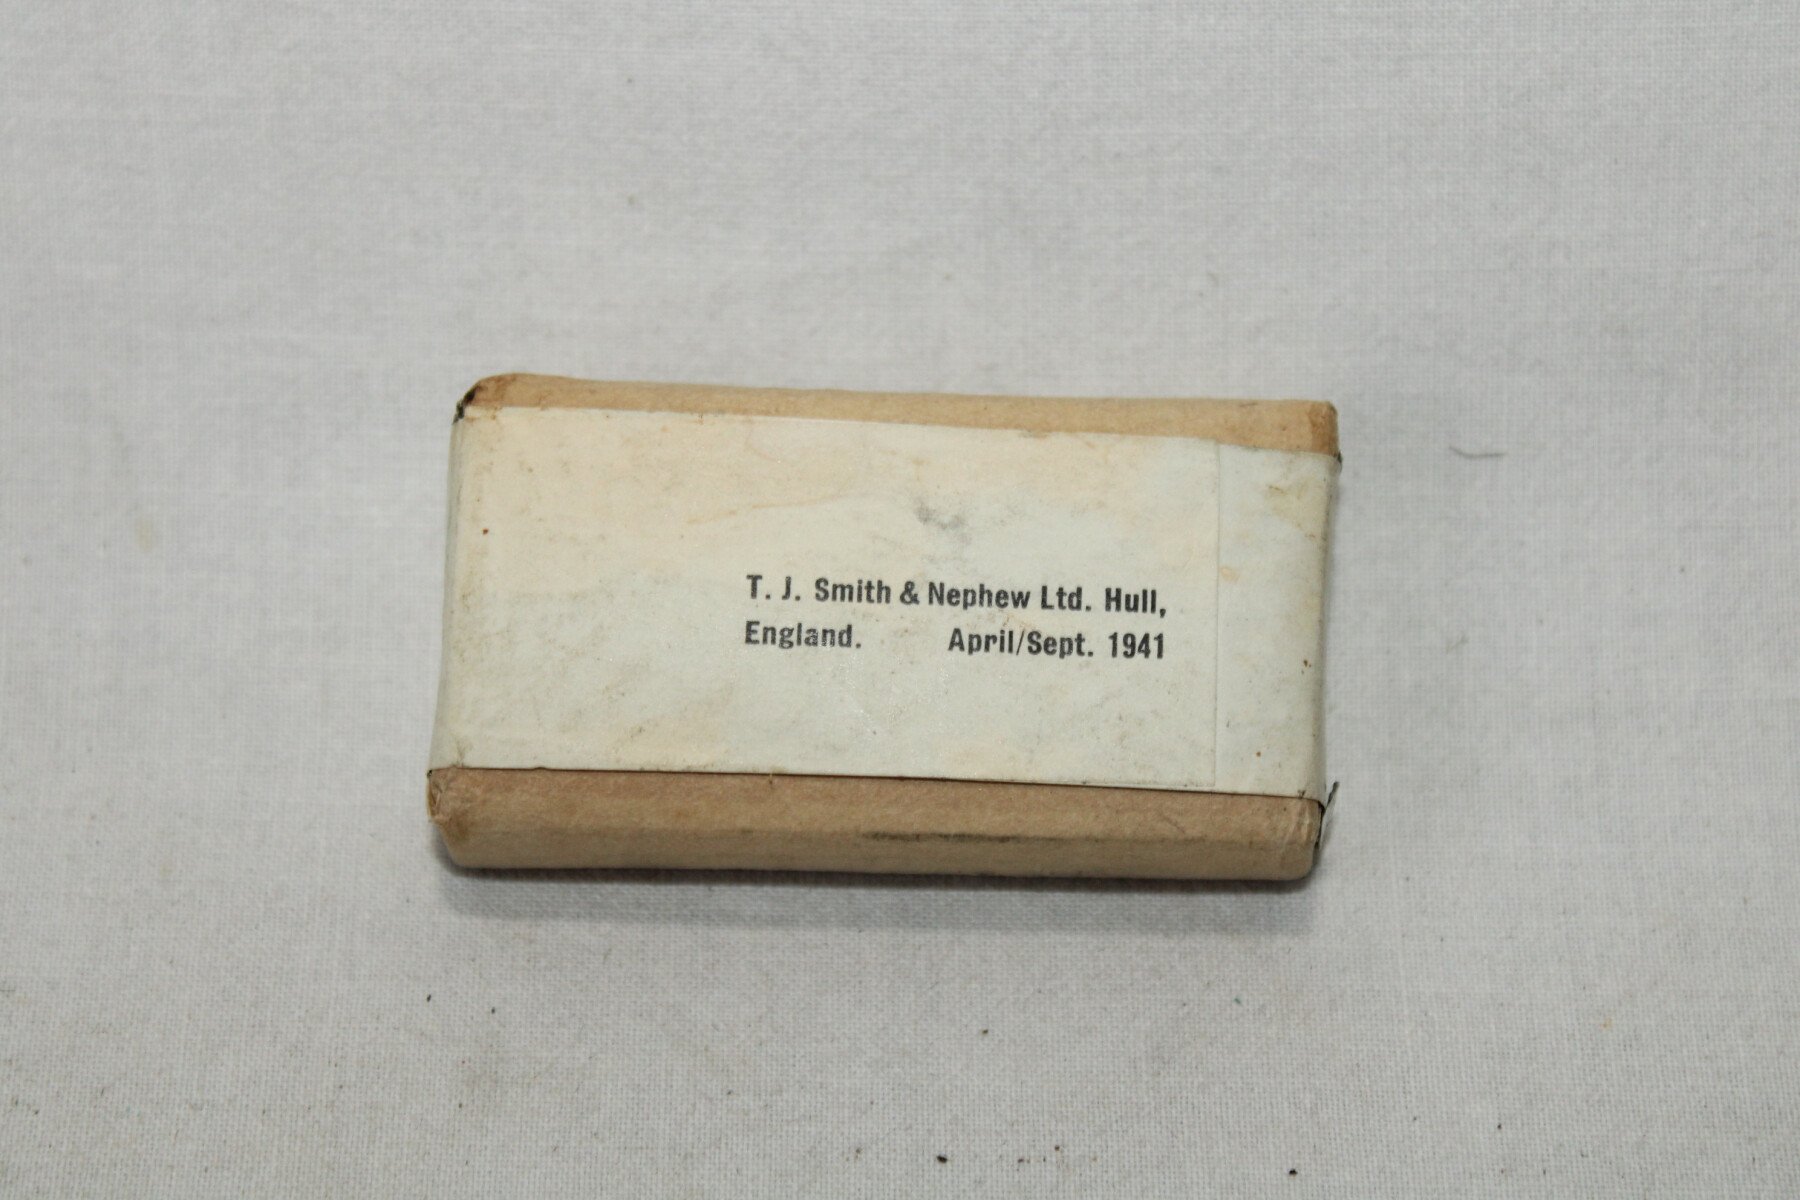 T. J. Smith & Nephew Ltd. Hull,
England. April/Sept. 1941